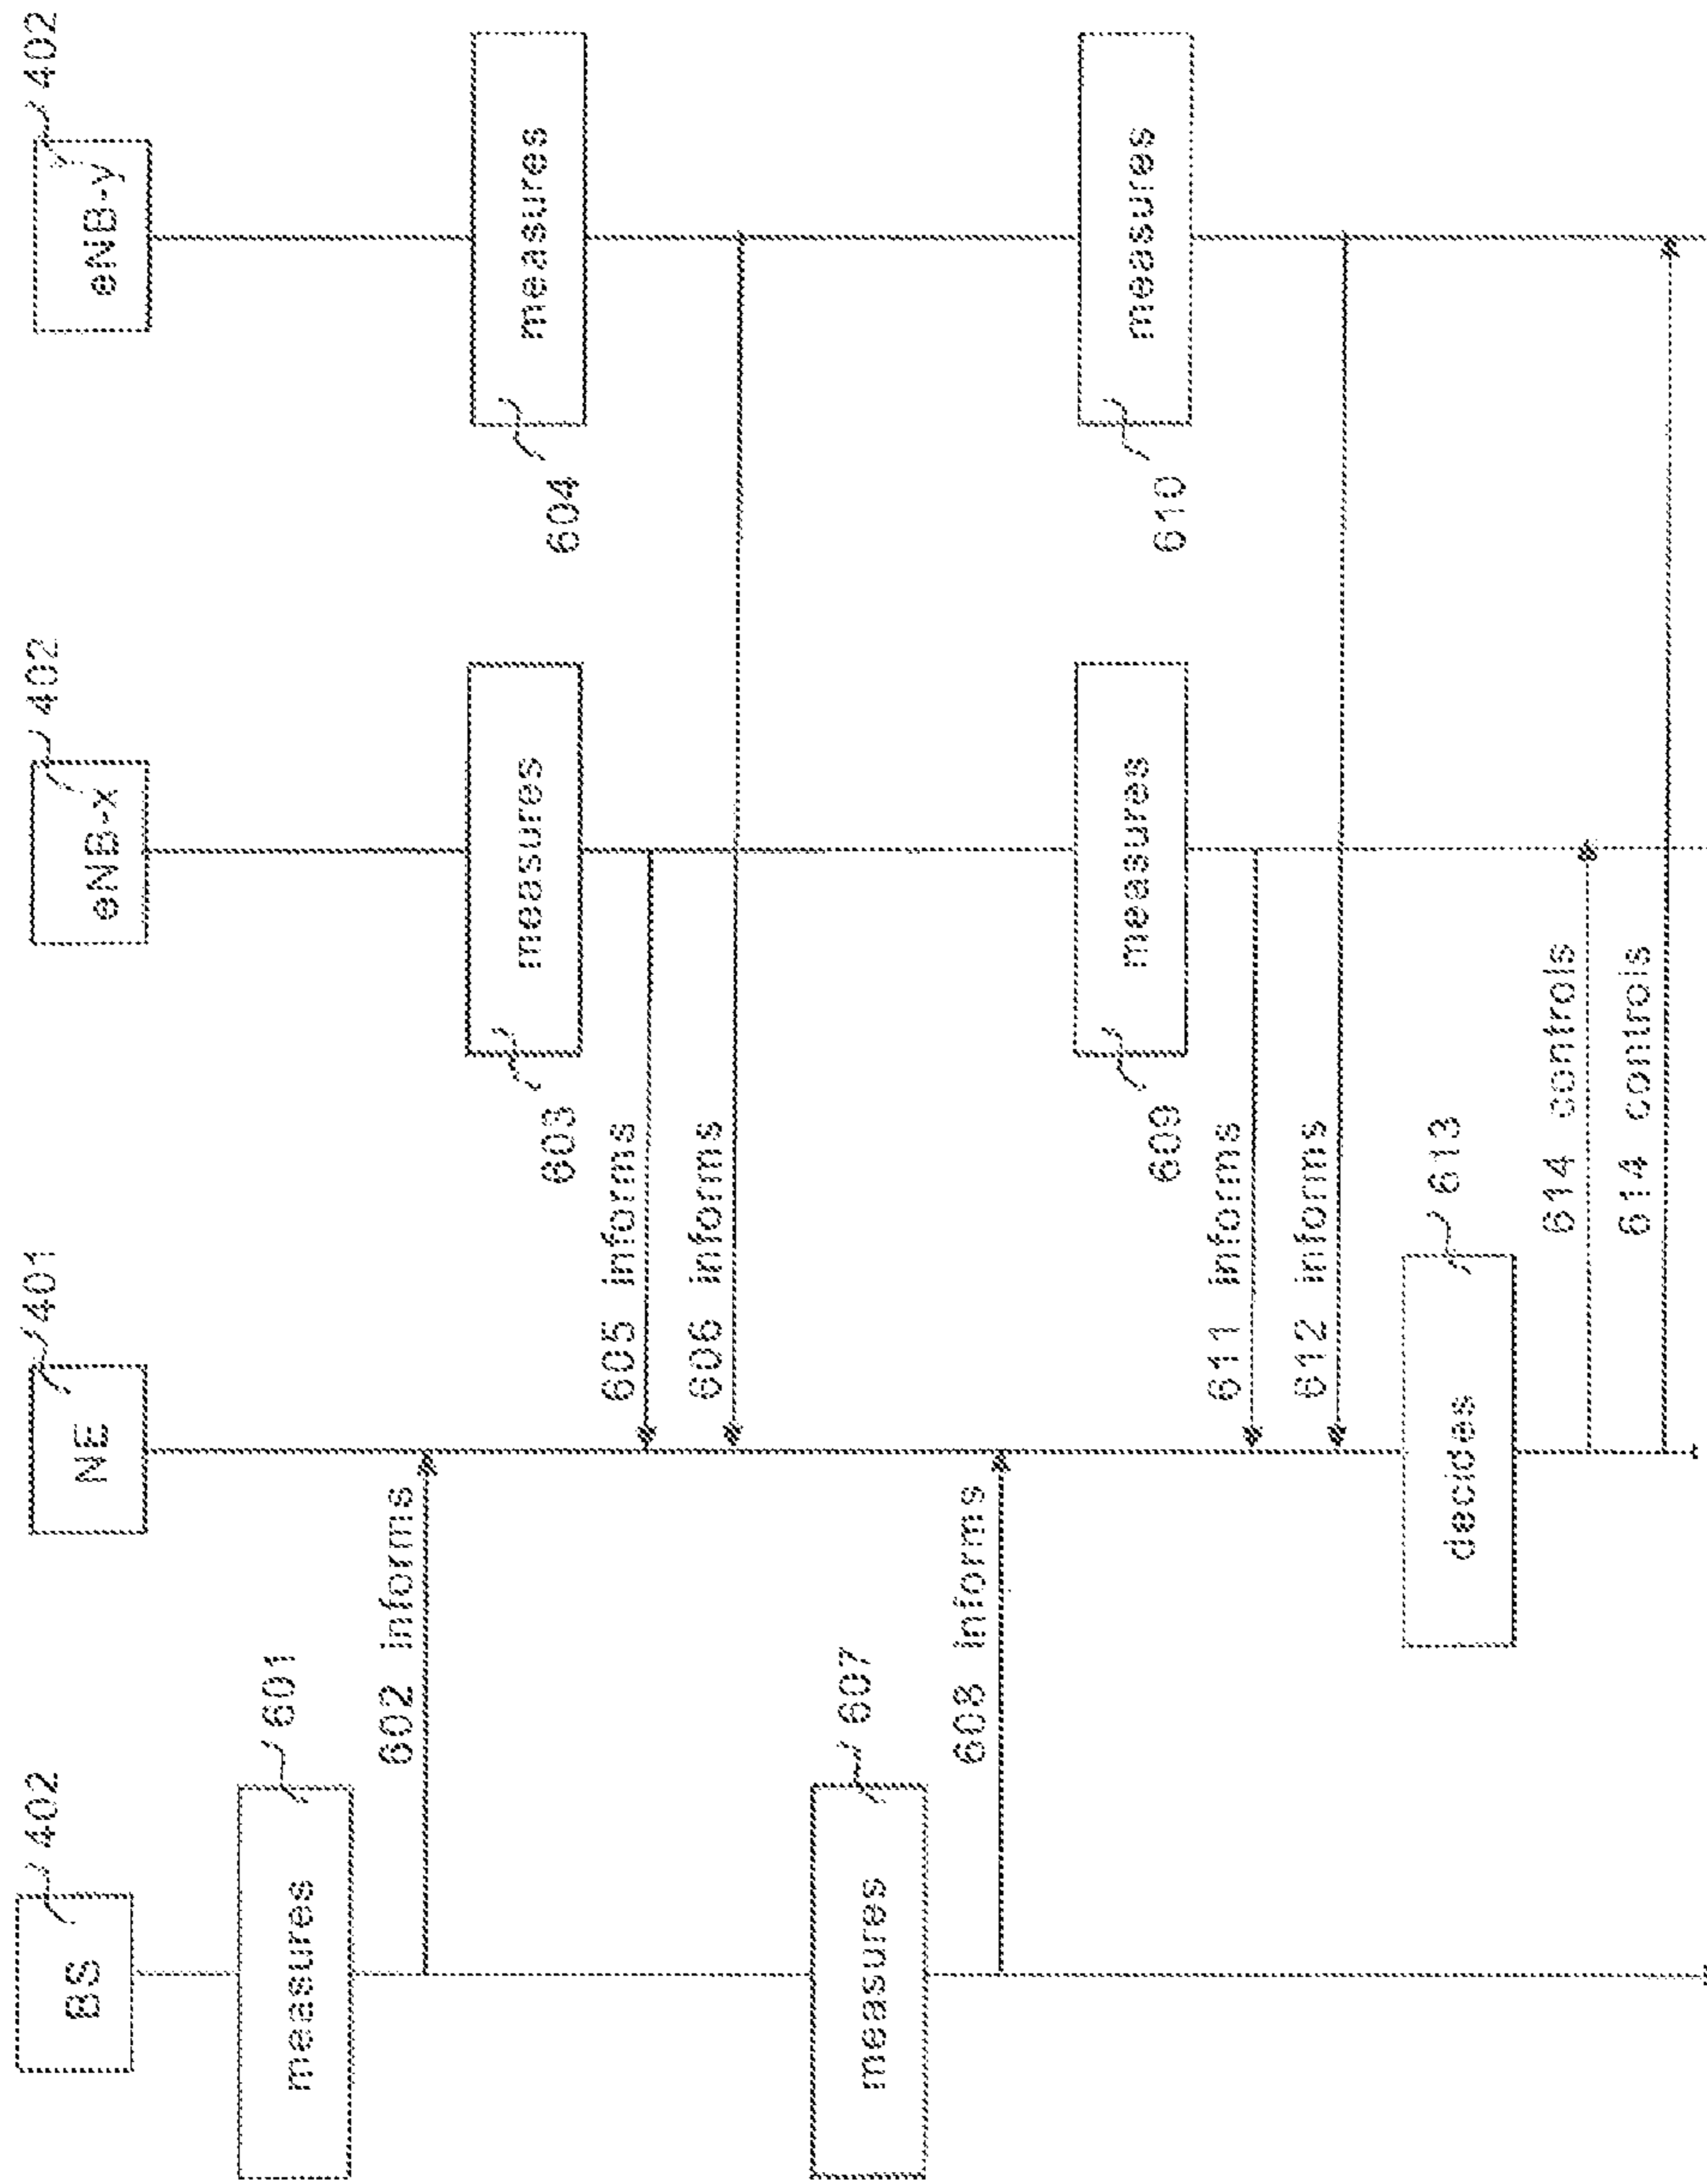 BS
402
NE
401
eNB-x
402
eNB-y
402
measures
601
602 informs
measures
603
measures
604
605 informs
606 informs
measures
607
608 informs
measures
609
measures
610
611 informs
612 informs
decides
613
614 controls
614 controls